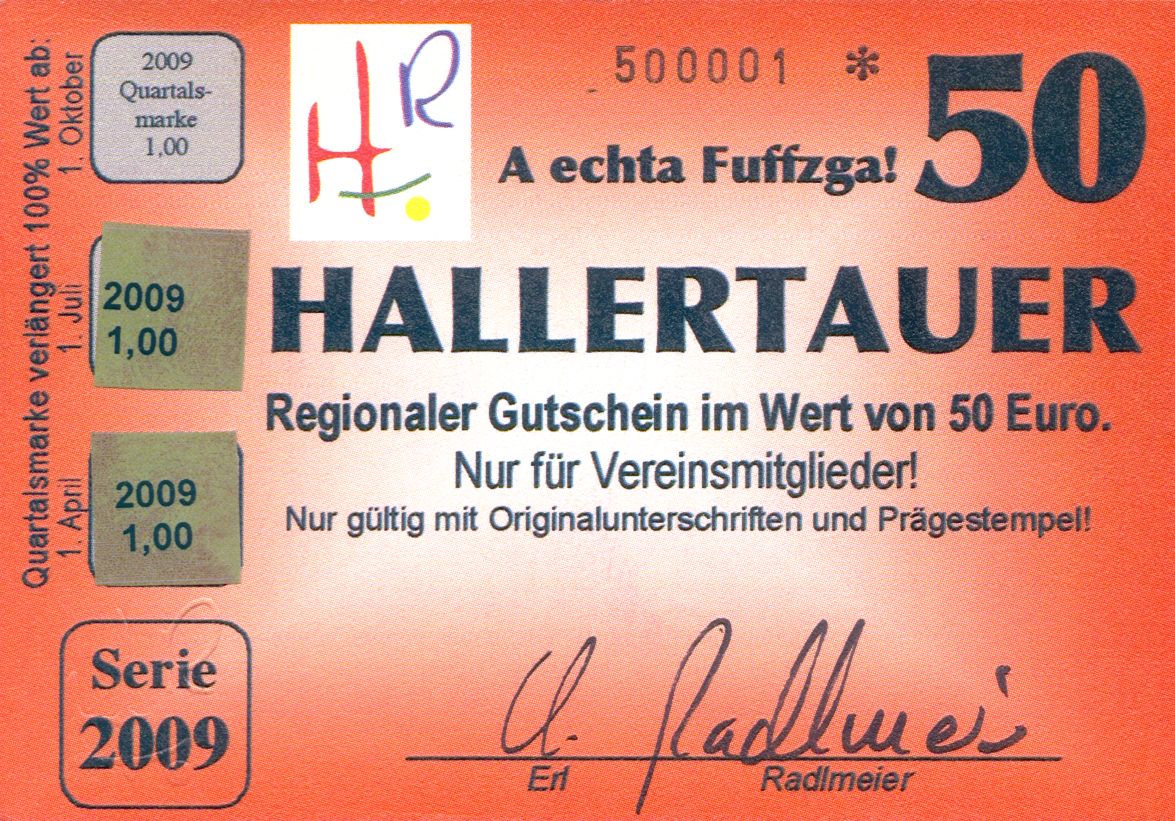 Quartalsmarke verlängert 100% Wert ab:
1. Oktober
1. Juli
1. April
2009
Quartals-
marke
1,00
2009
1,00
2009
1,00
Serie
2009
HR
500001 *
50
A echta Fuffzga!
HALLERTAUER
Regionaler Gutschein im Wert von 50 Euro.
Nur für Vereinsmitglieder!
Nur gültig mit Originalunterschriften und Prägestempel!
Radlmeier
Erl Radlmeier